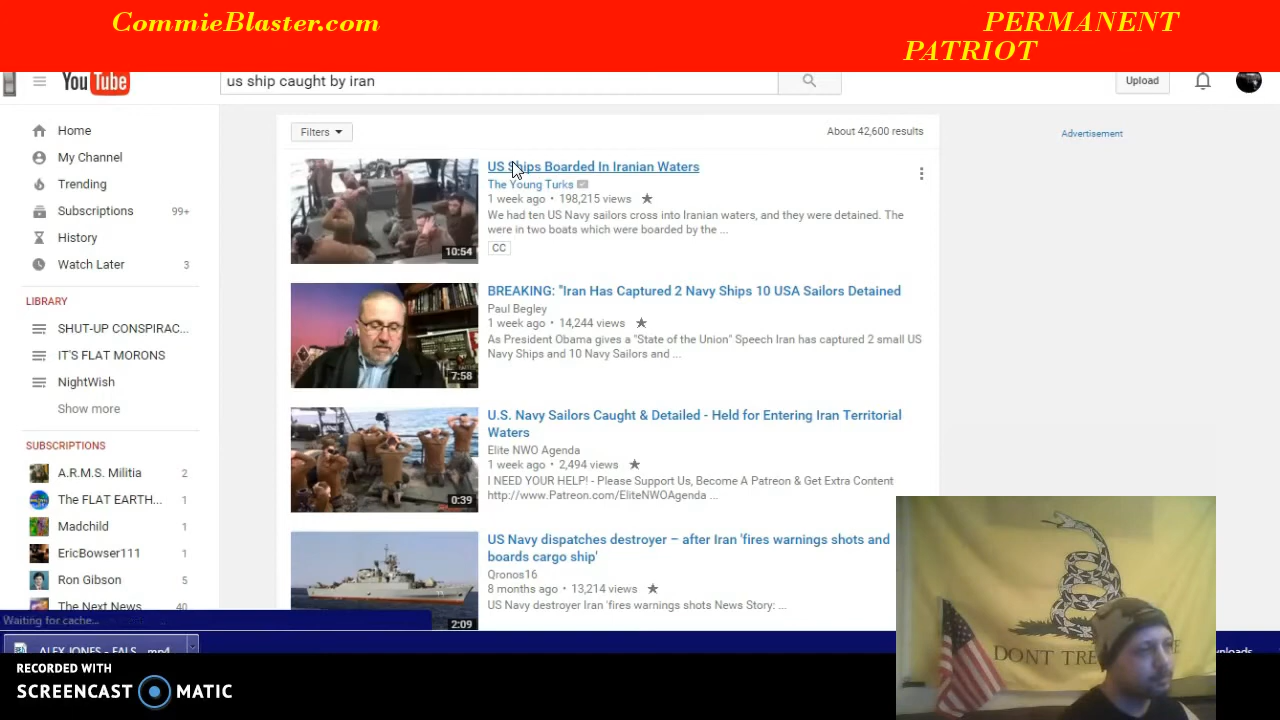 CommieBlaster.com
PERMANENT
PATRIOT
YouTube
us ship caught by iran
Upload
Home
My Channel
Trending
Subscriptions 99+
History
Watch Later 3
LIBRARY
SHUT-UP CONSPIRAC...
IT'S FLAT MORONS
NightWish
Show more
SUBSCRIPTIONS
A.R.M.S. Militia 2
The FLAT EARTH... 1
Madchild 1
EricBowser111 1
Ron Gibson 5
The Next News 40
Filters
About 42,600 results
US Ships Boarded In Iranian Waters
The Young Turks
1 week ago • 198,215 views
We had ten US Navy sailors cross into Iranian waters, and they were detained. The
were in two boats which were boarded by the ...
CC
10:54
BREAKING: "Iran Has Captured 2 Navy Ships 10 USA Sailors Detained
Paul Begley
1 week ago • 14,244 views
As President Obama gives a "State of the Union" Speech Iran has captured 2 small US
Navy Ships and 10 Navy Sailors and ...
7:58
U.S. Navy Sailors Caught & Detailed - Held for Entering Iran Territorial
Waters
Elite NWO Agenda
1 week ago • 2,494 views
I NEED YOUR HELP! - Please Support Us, Become A Patreon & Get Extra Content
http://www.Patreon.com/EliteNWOAgenda ...
0:39
US Navy dispatches destroyer – after Iran 'fires warnings shots and
boards cargo ship'
Qronos16
8 months ago • 13,214 views
US Navy destroyer Iran 'fires warnings shots News Story: ...
2:09
Advertisement
Waiting for cache...
ALEX JONES - FALS....mp4
DONT TRE
RECORDED WITH
SCREENCAST MATIC